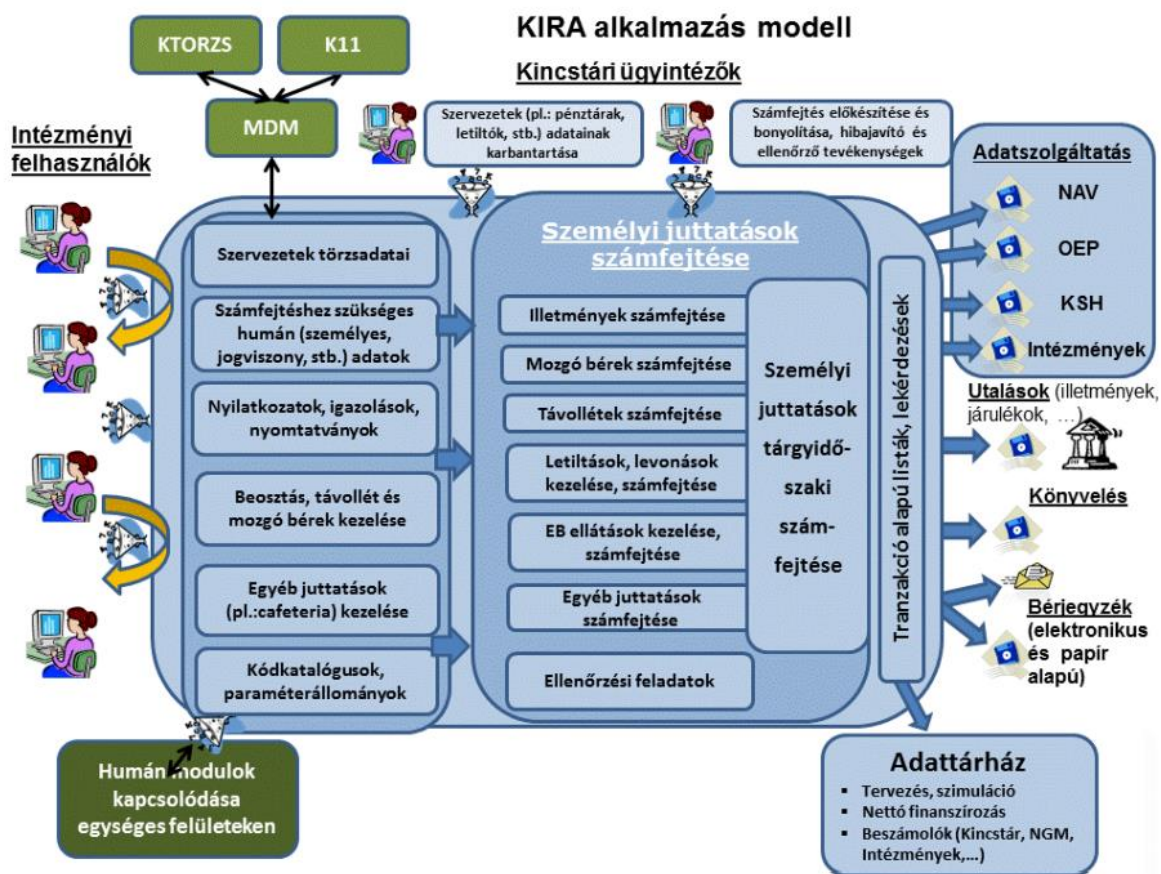 KIRA alkalmazás modell
KTORZS
K11
MDM
Kincstári ügyintézők
Szervezetek (pl.: pénztárak,
letiltók, stb.) adatainak
karbantartása
Számfejtés előkészítése és
bonyolítása, hibajavító és
ellenőrző tevékenységek
Intézményi
felhasználók
Szervezetek törzsadatai
Számfejtéshez szükséges
humán (személyes,
jogviszony, stb.) adatok
Nyilatkozatok, igazolások,
nyomtatványok
Beosztás, távollét és
mozgó bérek kezelése
Egyéb juttatások
(pl.:cafeteria) kezelése
Kódkatalógusok,
paraméterállományok
Humán modulok
kapcsolódása
egységes felületeken
Személyi juttatások
számfejtése
Illetmények számfejtése
Mozgó bérek számfejtése
Távollétek számfejtése
Letiltások, levonások
kezelése, számfejtése
EB ellátások kezelése,
számfejtése
Egyéb juttatások
számfejtése
Ellenőrzési feladatok
Személyi
juttatások
tárgyidő-
szaki
szám-
fejtése
Tranzakció alapú listák, lekérdezések
Adatszolgáltatás
NAV
OEP
KSH
Intézmények
Utalások (illetmények,
járulékok, ...)
Könyvelés
Bérjegyzék
(elektronikus
és papír
alapú)
Adattárház
▪ Tervezés, szimuláció
▪ Nettó finanszírozás
▪ Beszámolók (Kincstár, NGM,
Intézmények,...)